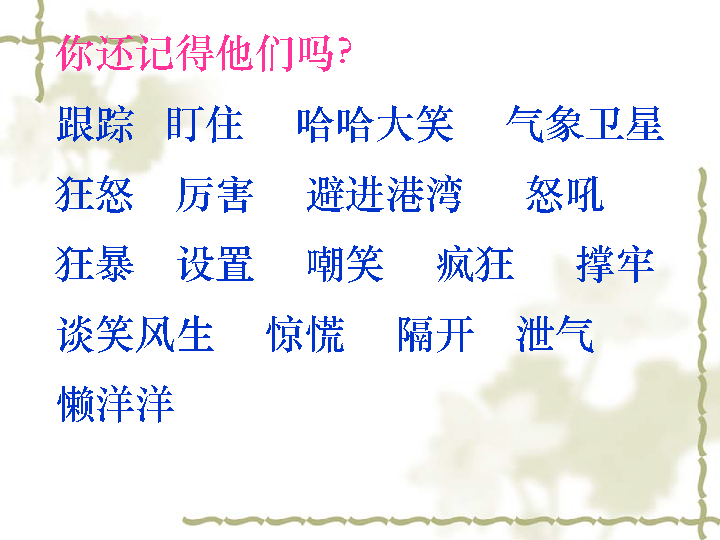 你还记得他们吗?
跟踪 盯住 哈哈大笑 气象卫星
狂怒 厉害 避进港湾 怒吼
狂暴 设置 嘲笑 疯狂 撑牢
谈笑风生 惊慌 隔开 泄气
懒洋洋